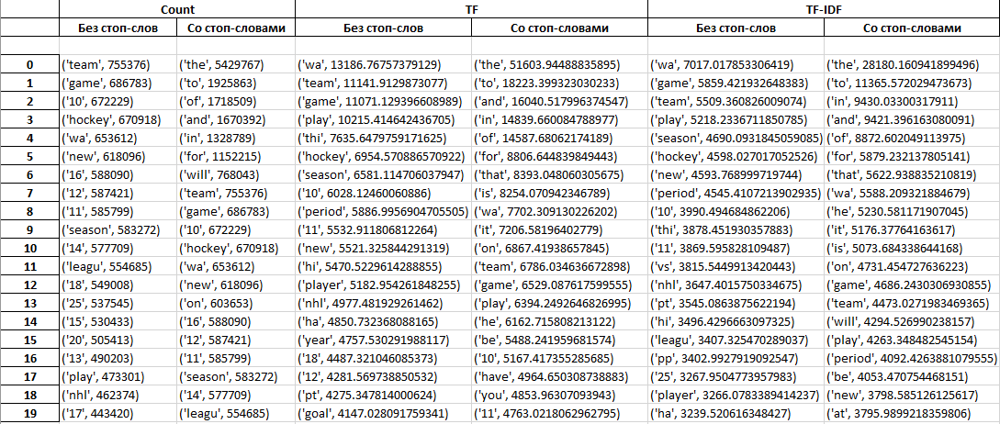 Count TF TF-IDF
Без стоп-слов Со стоп-словами Без стоп-слов Со стоп-словами Без стоп-слов Со стоп-словами
0 ('team', 755376) ('the', 5429767) ('wa', 13186.76757379129) ('the', 51603.94488835895) ('wa', 7017.017853306419) ('the', 28180.160941899496)
1 ('game', 686783) ('to', 1925863) ('team', 11141.9129873077) ('to', 18223.399323030233) ('game', 5859.421932648383) ('to', 11365.572029473673)
2 ('10', 672229) ('of', 1718509) ('game', 11071.129396608989) ('and', 16040.517996374547) ('team', 5509.360826009074) ('in', 9430.03300317911)
3 ('hockey', 670918) ('and', 1670392) ('play', 10215.414642436705) ('in', 14839.660084788977) ('play', 5218.2336711850785) ('and', 9421.396163080091)
4 ('wa', 653612) ('in', 1328789) ('thi', 7635.6479759171625) ('of', 14587.68062174189) ('season', 4690.0931845059085) ('of', 8872.602049113975)
5 ('new', 618096) ('for', 1152215) ('hockey', 6954.570886570922) ('for', 8806.644839849443) ('hockey', 4598.027017052526) ('for', 5879.232137805141)
6 ('16', 588090) ('will', 768043) ('season', 6581.114706037947) ('that', 8393.048060305675) ('new', 4593.768999719744) ('that', 5622.938835210819)
7 ('12', 587421) ('team', 755376) ('10', 6028.12460060886) ('is', 8254.070942346789) ('period', 4545.4107213902935) ('wa', 5588.209321884679)
8 ('11', 585799) ('game', 686783) ('period', 5886.9956904705505) ('wa', 7702.309130226202) ('10', 3990.494684862206) ('he', 5230.581171907045)
9 ('season', 583272) ('10', 672229) ('11', 5532.911806812264) ('it', 7206.58196402779) ('thi', 3878.451930357883) ('it', 5176.37764163617)
10 ('14', 577709) ('hockey', 670918) ('new', 5521.325844291319) ('on', 6867.41938657845) ('11', 3869.595828109487) ('is', 5073.684338644168)
11 ('leagu', 554685) ('wa', 653612) ('hi', 5470.5229614288855) ('team', 6786.034636672898) ('vs', 3815.5449913420443) ('on', 4731.454727636223)
12 ('18', 549008) ('new', 618096) ('player', 5182.954261848255) ('game', 6529.087617599555) ('nhl', 3647.4015750334675) ('game', 4686.2430306930855)
13 ('25', 537545) ('on', 603653) ('nhl', 4977.481929261462) ('play', 6394.2492646826995) ('pt', 3545.0863875622194) ('team', 4473.0271983469365)
14 ('15', 530433) ('16', 588090) ('ha', 4850.732368088165) ('he', 6162.715808213122) ('hi', 3496.4296663097325) ('will', 4294.526990238157)
15 ('20', 505413) ('12', 587421) ('year', 4757.530291988117) ('be', 5488.241959681574) ('leagu', 3407.325470289037) ('play', 4263.348482545154)
16 ('13', 490203) ('11', 585799) ('18', 4487.321046085373) ('10', 5167.417355285685) ('pp', 3402.9927919092547) ('period', 4092.4263881079555)
17 ('play', 473301) ('season', 583272) ('12', 4281.569738850532) ('have', 4964.650308738883) ('25', 3267.9504773957983) ('be', 4053.470754468151)
18 ('nhl', 462374) ('14', 577709) ('pt', 4275.347814000624) ('you', 4853.96307093943) ('player', 3266.0783389414237) ('new', 3798.585126125617)
19 ('17', 443420) ('leagu', 554685) ('goal', 4147.028091759341) ('11', 4763.0218062962795) ('ha', 3239.520616348427) ('at', 3795.9899218359806)